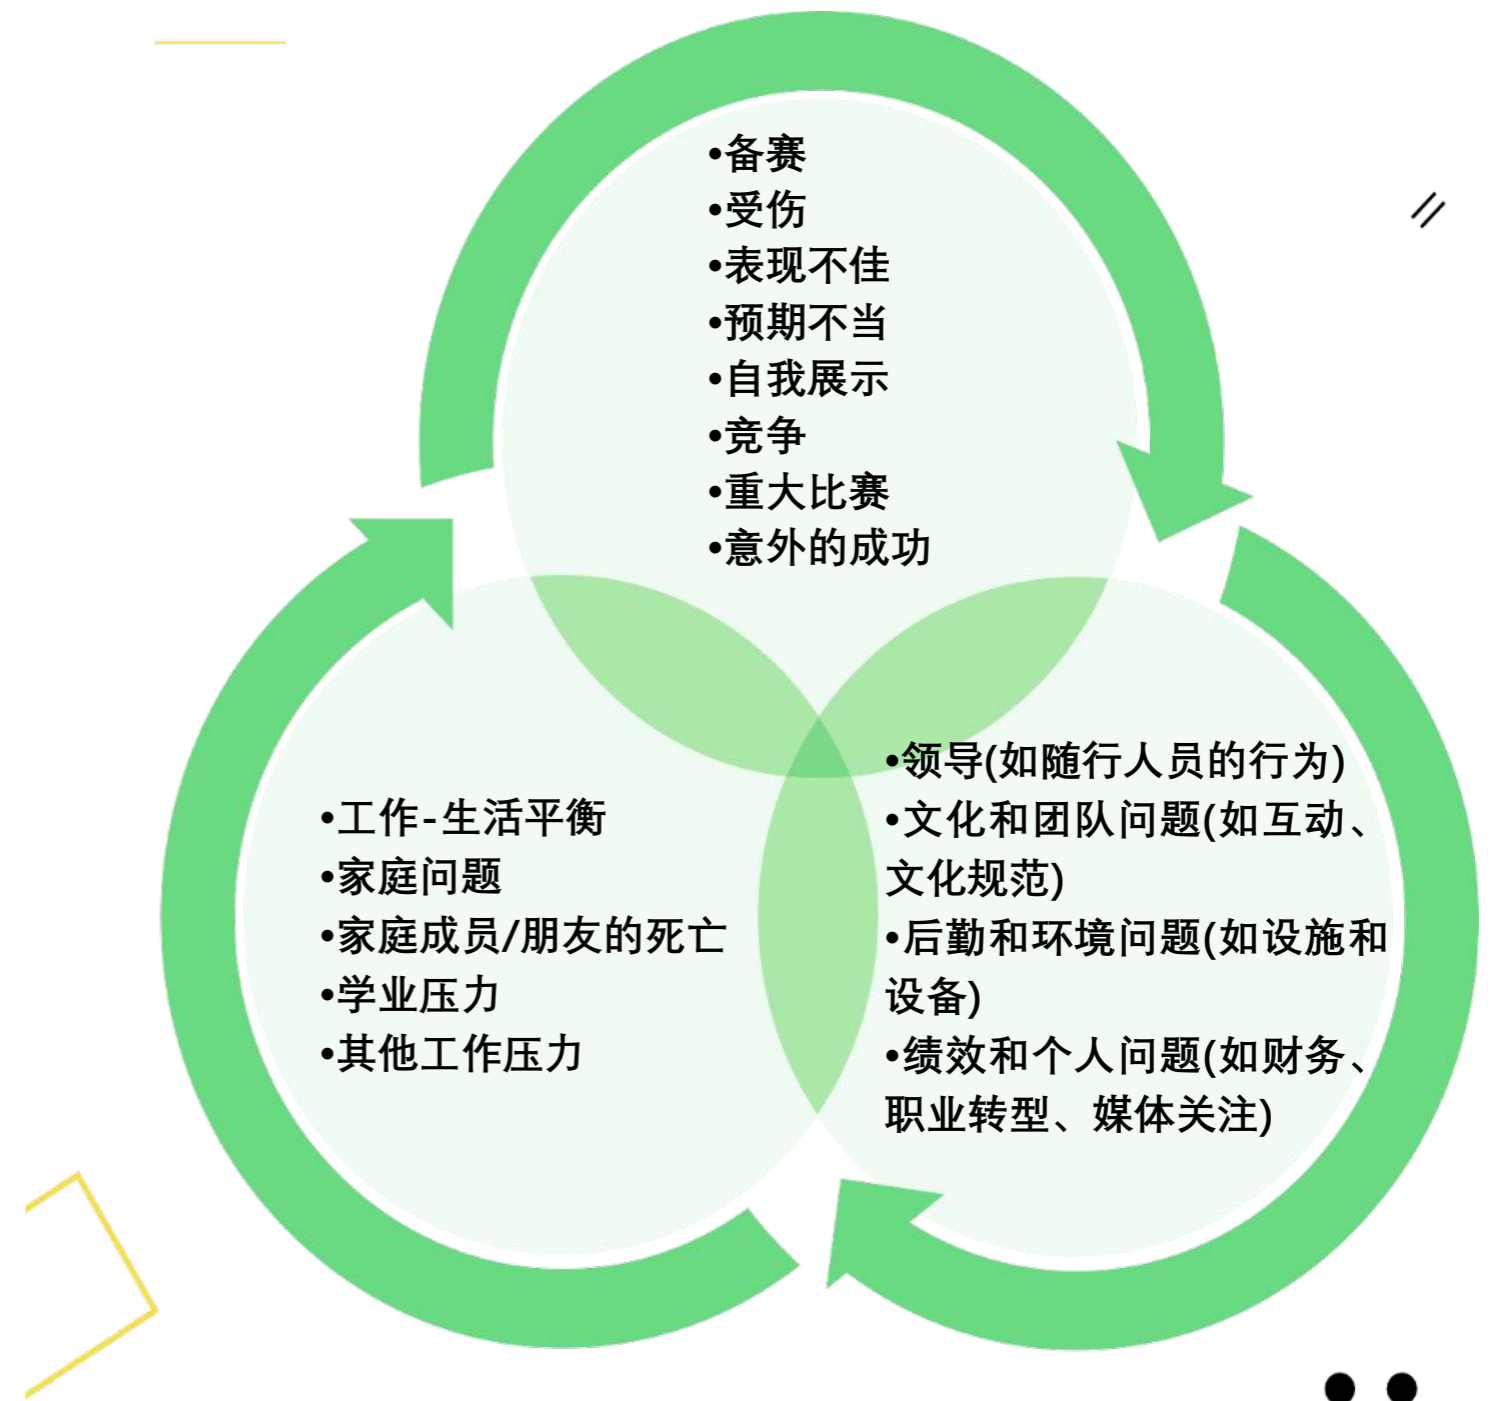 •备赛
•受伤
•表现不佳
•预期不当
•自我展示
•竞争
•重大比赛
•意外的成功
•工作-生活平衡
•家庭问题
•家庭成员/朋友的死亡
•学业压力
•其他工作压力
•领导(如随行人员的行为)
•文化和团队问题(如互动、
文化规范)
•后勤和环境问题(如设施和
设备)
•绩效和个人问题(如财务、
职业转型、媒体关注)